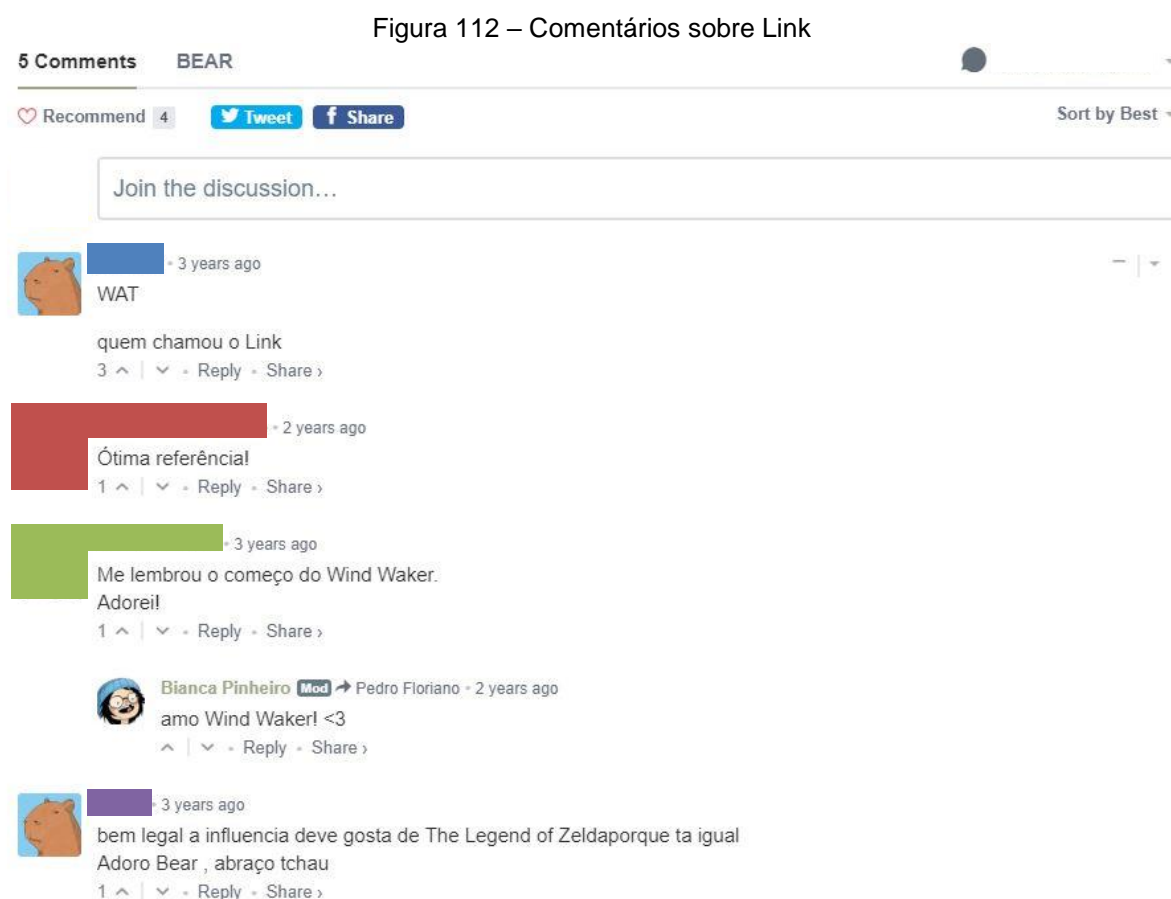 Figura 112 – Comentários sobre Link
5 Comments BEAR
Recommend 4 Tweet f Share Sort by Best
Join the discussion…
• 3 years ago
WAT
quem chamou o Link
3 Reply • Share ›
• 2 years ago
Ótima referência!
1 Reply • Share ›
• 3 years ago
Me lembrou o começo do Wind Waker.
Adorei!
1 Reply • Share ›
Bianca Pinheiro Mod Pedro Floriano • 2 years ago
amo Wind Waker! <3
Reply • Share ›
• 3 years ago
bem legal a influencia deve gosta de The Legend of Zeldaporque ta igual
Adoro Bear , abraço tchau
1 Reply • Share ›